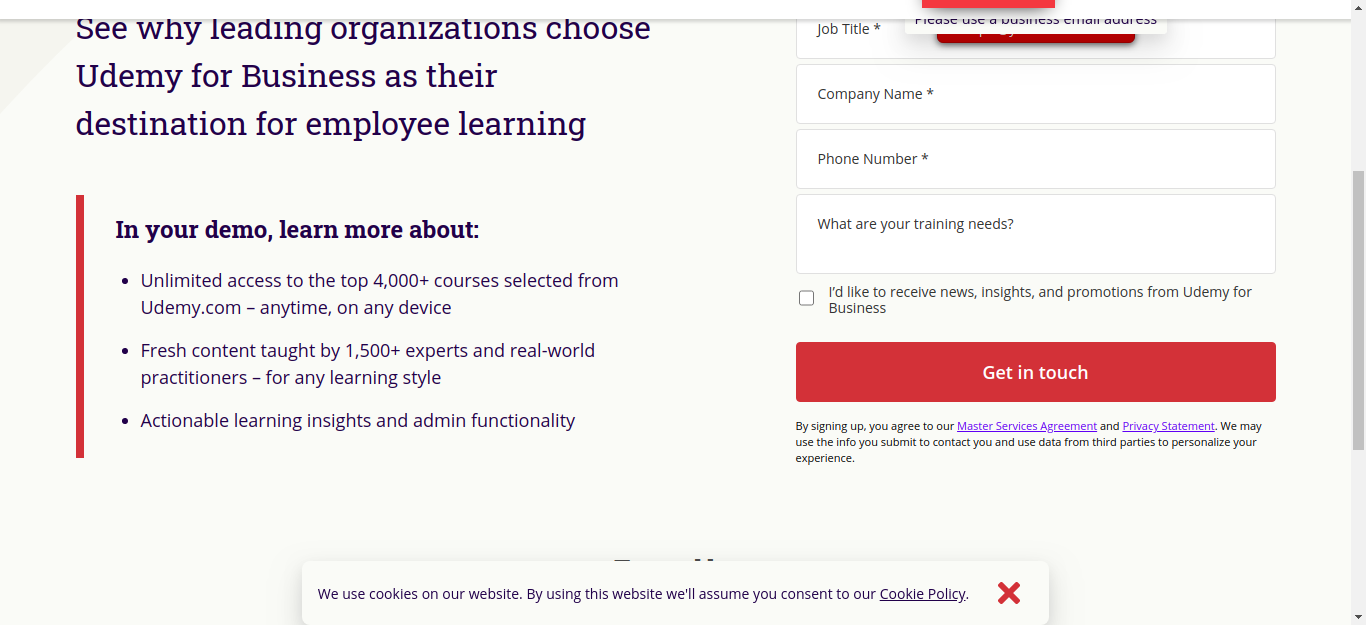 See why leading organizations choose
Udemy for Business as their
destination for employee learning
In your demo, learn more about:
Unlimited access to the top 4,000+ courses selected from
Udemy.com – anytime, on any device
Fresh content taught by 1,500+ experts and real-world
practitioners – for any learning style
Actionable learning insights and admin functionality
Please use a business email address
Job Title *
Company Name *
Phone Number *
What are your training needs?
I'd like to receive news, insights, and promotions from Udemy for
Business
Get in touch
By signing up, you agree to our Master Services Agreement and Privacy Statement. We may
use the info you submit to contact you and use data from third parties to personalize your
experience.
We use cookies on our website. By using this website we'll assume you consent to our Cookie Policy.